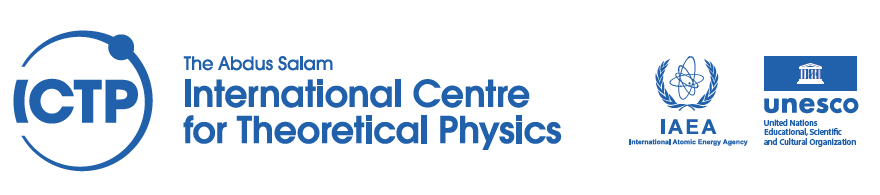 ICTP
The Abdus Salam
International Centre
for Theoretical Physics
IAEA
International Atomic Energy Agency
unesco
United Nations
Educational, Scientific
and Cultural Organization